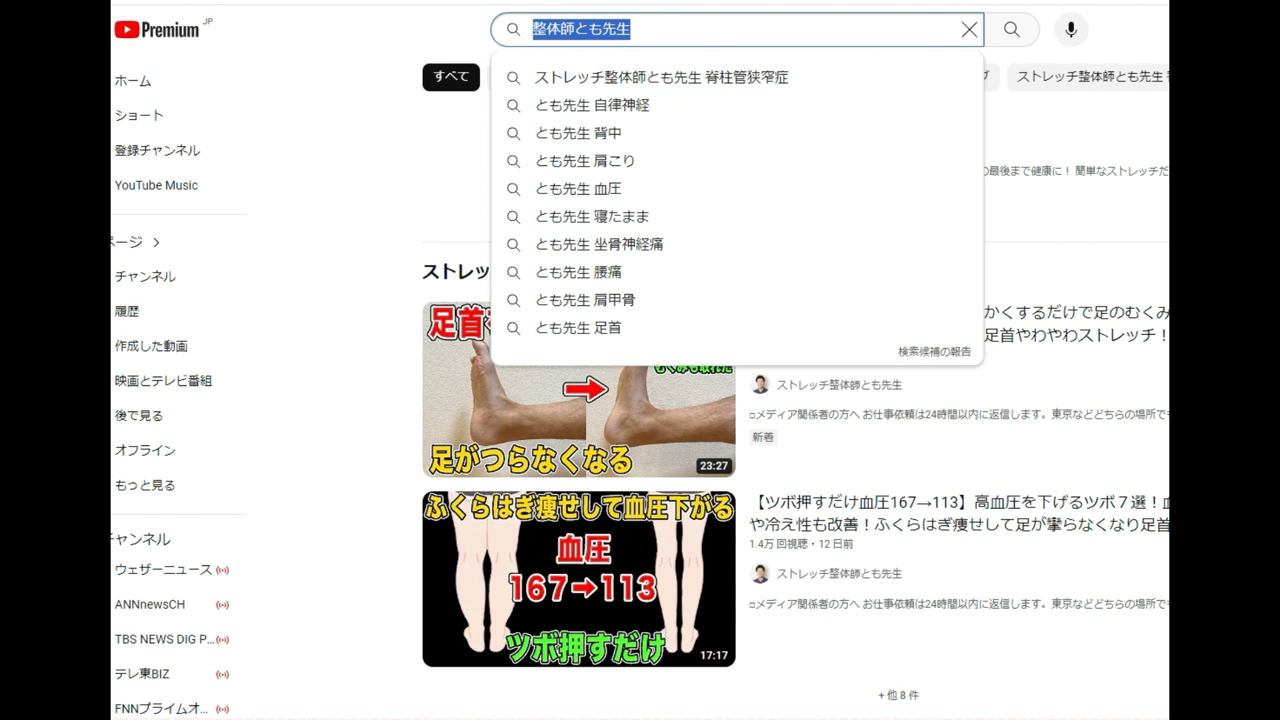 Premium JP
整体師とも先生
ホーム
ショート
登録チャンネル
YouTube Music
ページ
チャンネル
履歴
作成した動画
映画とテレビ番組
後で見る
オフライン
もっと見る
チャンネル
ウェザーニュース
ANNnewsCH
TBS NEWS DIG P...
テレ東BIZ
FNNプライムオ...
すべて
ストレッチ整体師とも先生
ストレッチ整体師とも先生 脊柱管狭窄症
とも先生 自律神経
とも先生 背中
とも先生 肩こり
とも先生 血圧
とも先生 寝たまま
とも先生 坐骨神経痛
とも先生 腰痛
とも先生 肩甲骨
とも先生 足首
検索候補の報告
の最後まで健康に！ 簡単なストレッチだ
ストレッ
足首
むくみも取れた
足がつらなくなる
23:27
かくするだけで足のむくみ
足首やわやわストレッチ！
ストレッチ整体師とも先生
□メディア関係者の方へ お仕事依頼は24時間以内に返信します。東京などどちらの場所でも
新着
ふくらはぎ痩せして血圧下がる
血圧
167→113
ツボ押すだけ
17:17
【ツボ押すだけ血圧167→113】高血圧を下げるツボ７選！血
や冷え性も改善！ふくらはぎ痩せして足が攣らなくなり足首
1.4万 回視聴・12 日前
ストレッチ整体師とも先生
□メディア関係者の方へ お仕事依頼は24時間以内に返信します。東京などどちらの場所でも
+ 他 8 件